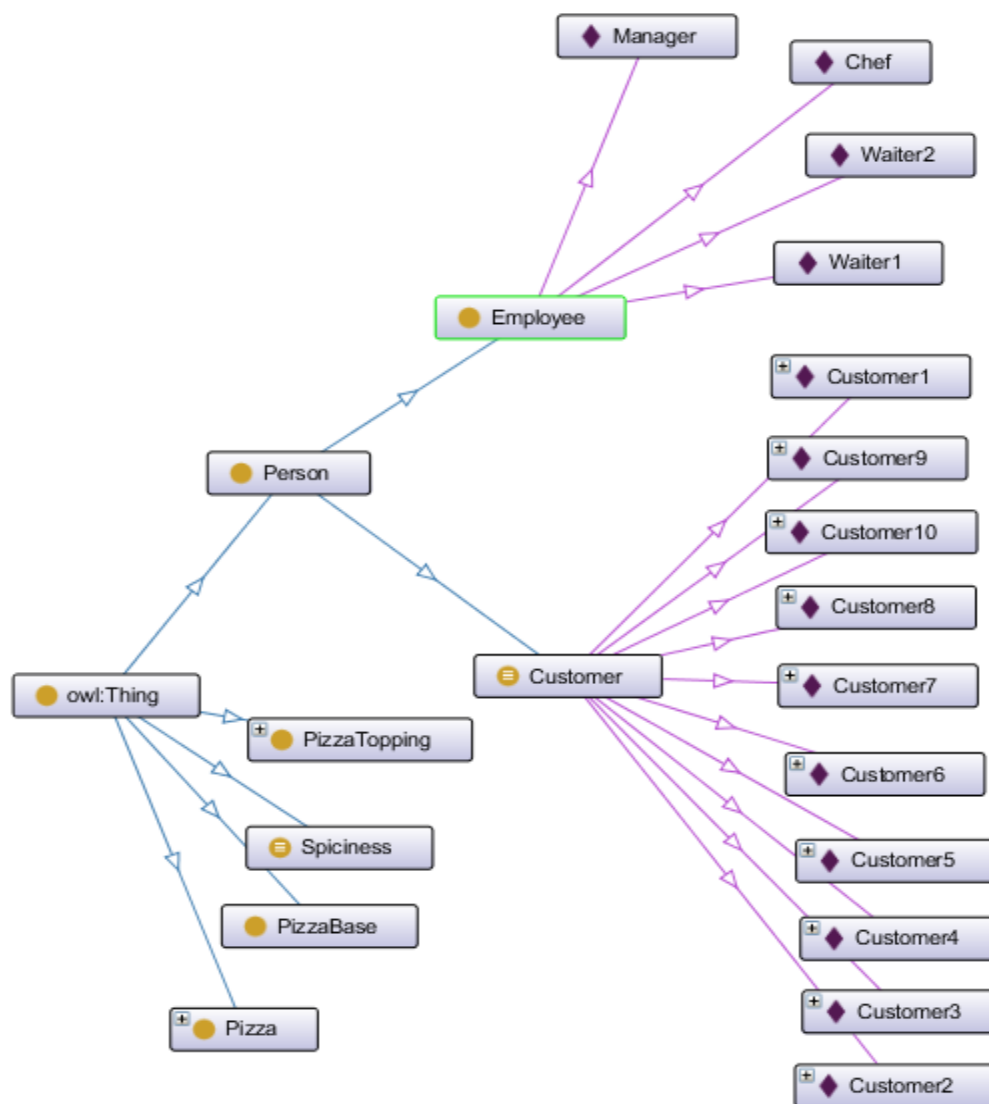 Manager
Chef
Waiter2
Waiter1
Employee
Customer1
Customer9
Person
Customer10
Customer8
Customer
Customer7
owl:Thing
PizzaTopping
Customer6
Spiciness
Customer5
PizzaBase
Customer4
Customer3
Pizza
Customer2